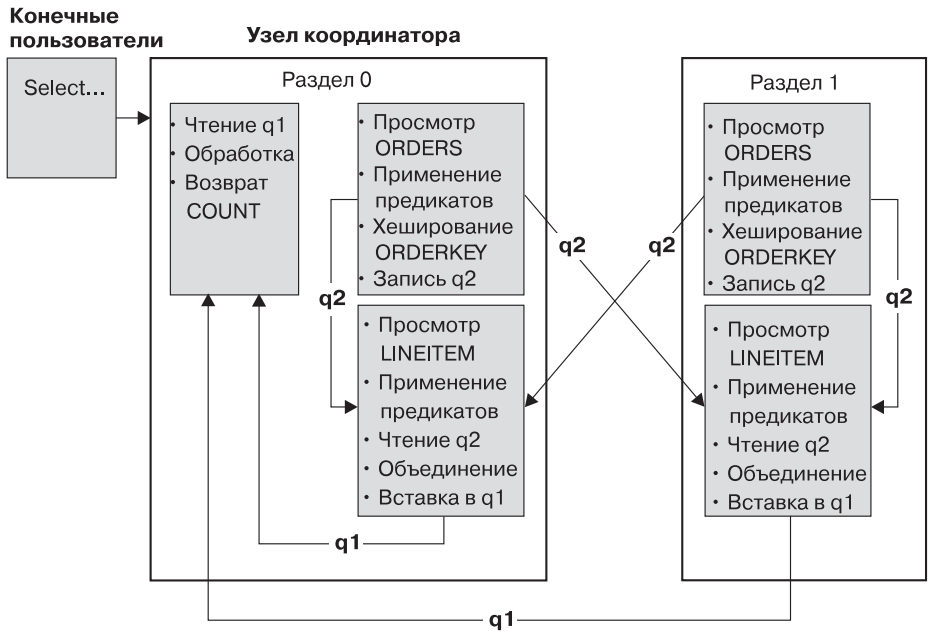 Конечные
пользователи
Select...
Узел координатора
Раздел 0
• Чтение q1
• Обработка
• Возврат
COUNT
• Просмотр
ORDERS
• Применение
предикатов
• Хеширование
ORDERKEY
• Запись q2
q2
• Просмотр
LINEITEM
• Применение
предикатов
• Чтение q2
• Объединение
• Вставка в q1
q1
q2
q2
Раздел 1
• Просмотр
ORDERS
• Применение
предикатов
• Хеширование
ORDERKEY
• Запись q2
q2
• Просмотр
LINEITEM
• Применение
предикатов
• Чтение q2
• Объединение
• Вставка в q1
q1